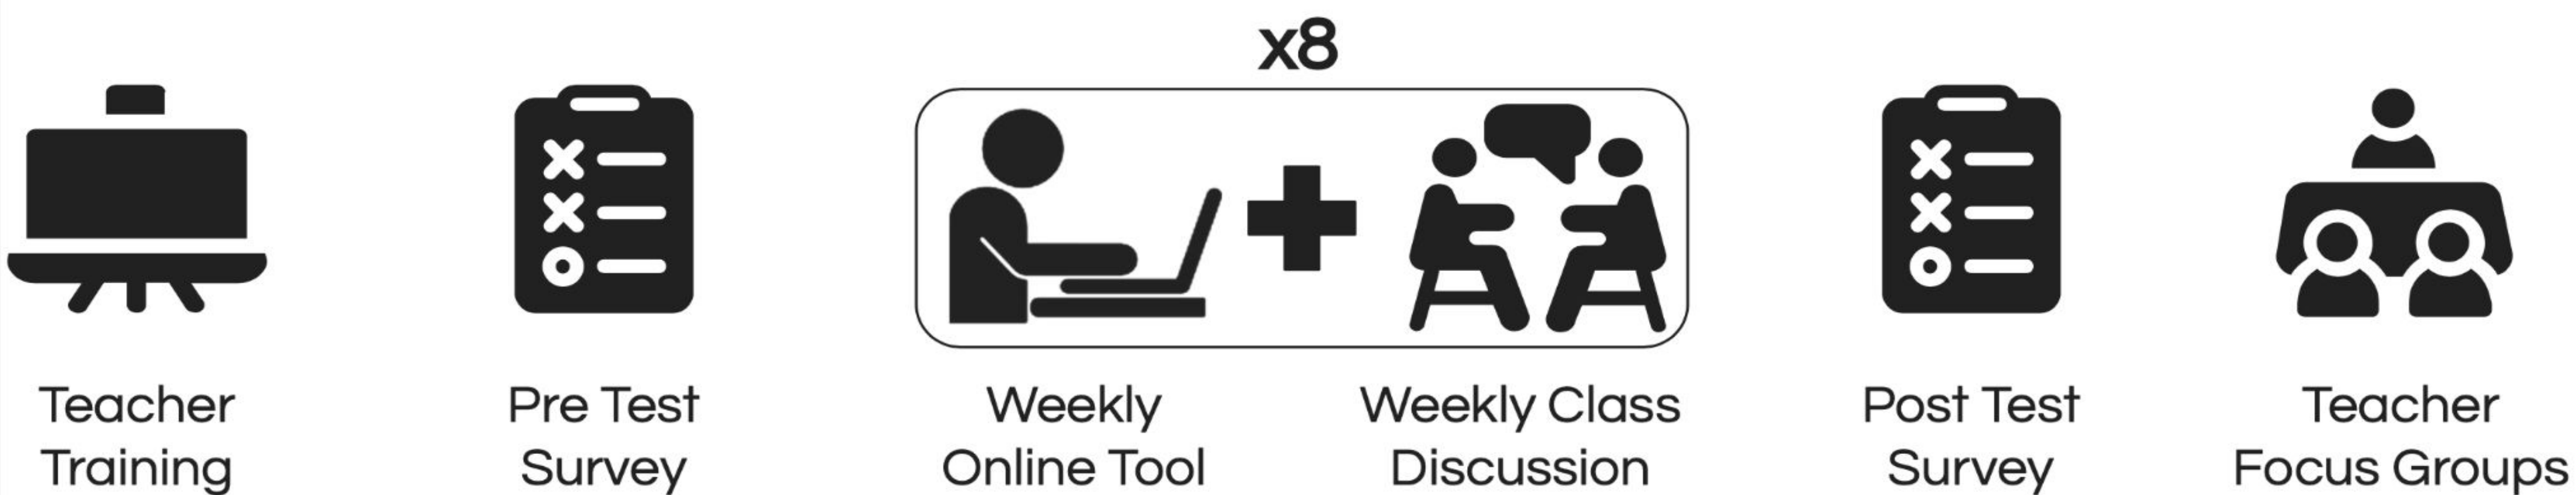 x8
Teacher
Training
Pre Test
Survey
Weekly
Online Tool
Weekly Class
Discussion
Post Test
Survey
Teacher
Focus Groups